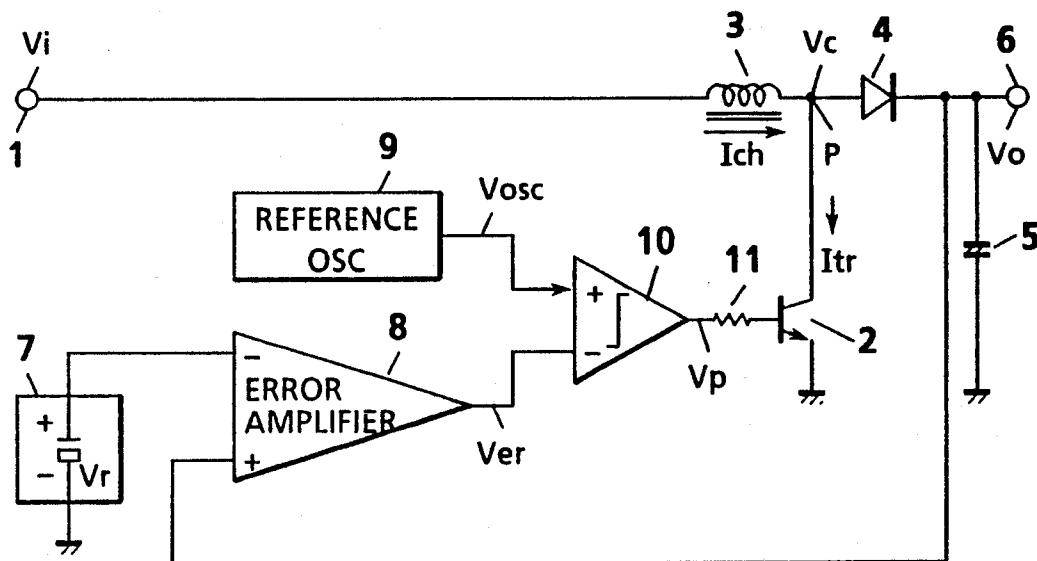 Vi
1
3
Vc
4
6
Ich
P
Vo
9
REFERENCE
OSC
Vosc
10
Itr
5
+
−
11
Vp
2
7
+
−
Vr
8
−
ERROR
AMPLIFIER
+
Ver